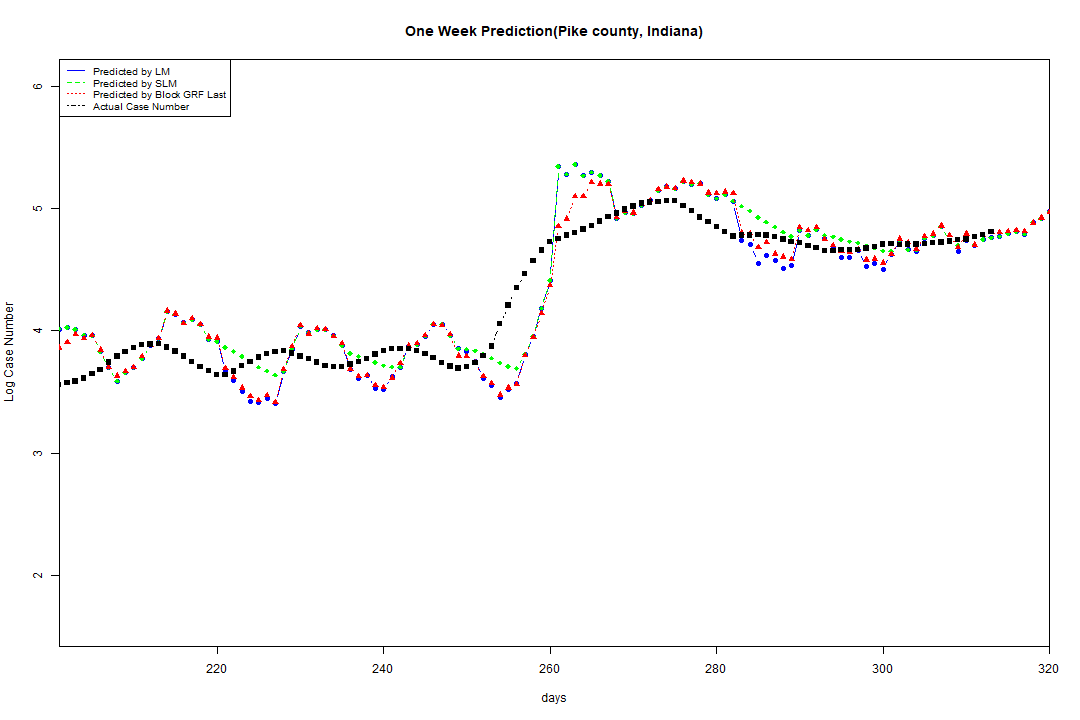 One Week Prediction(Pike county, Indiana)
Predicted by LM
Predicted by SLM
Predicted by Block GRF Last
Actual Case Number
6
5
4
3
2
Log Case Number
220 240 260 280 300 320
days